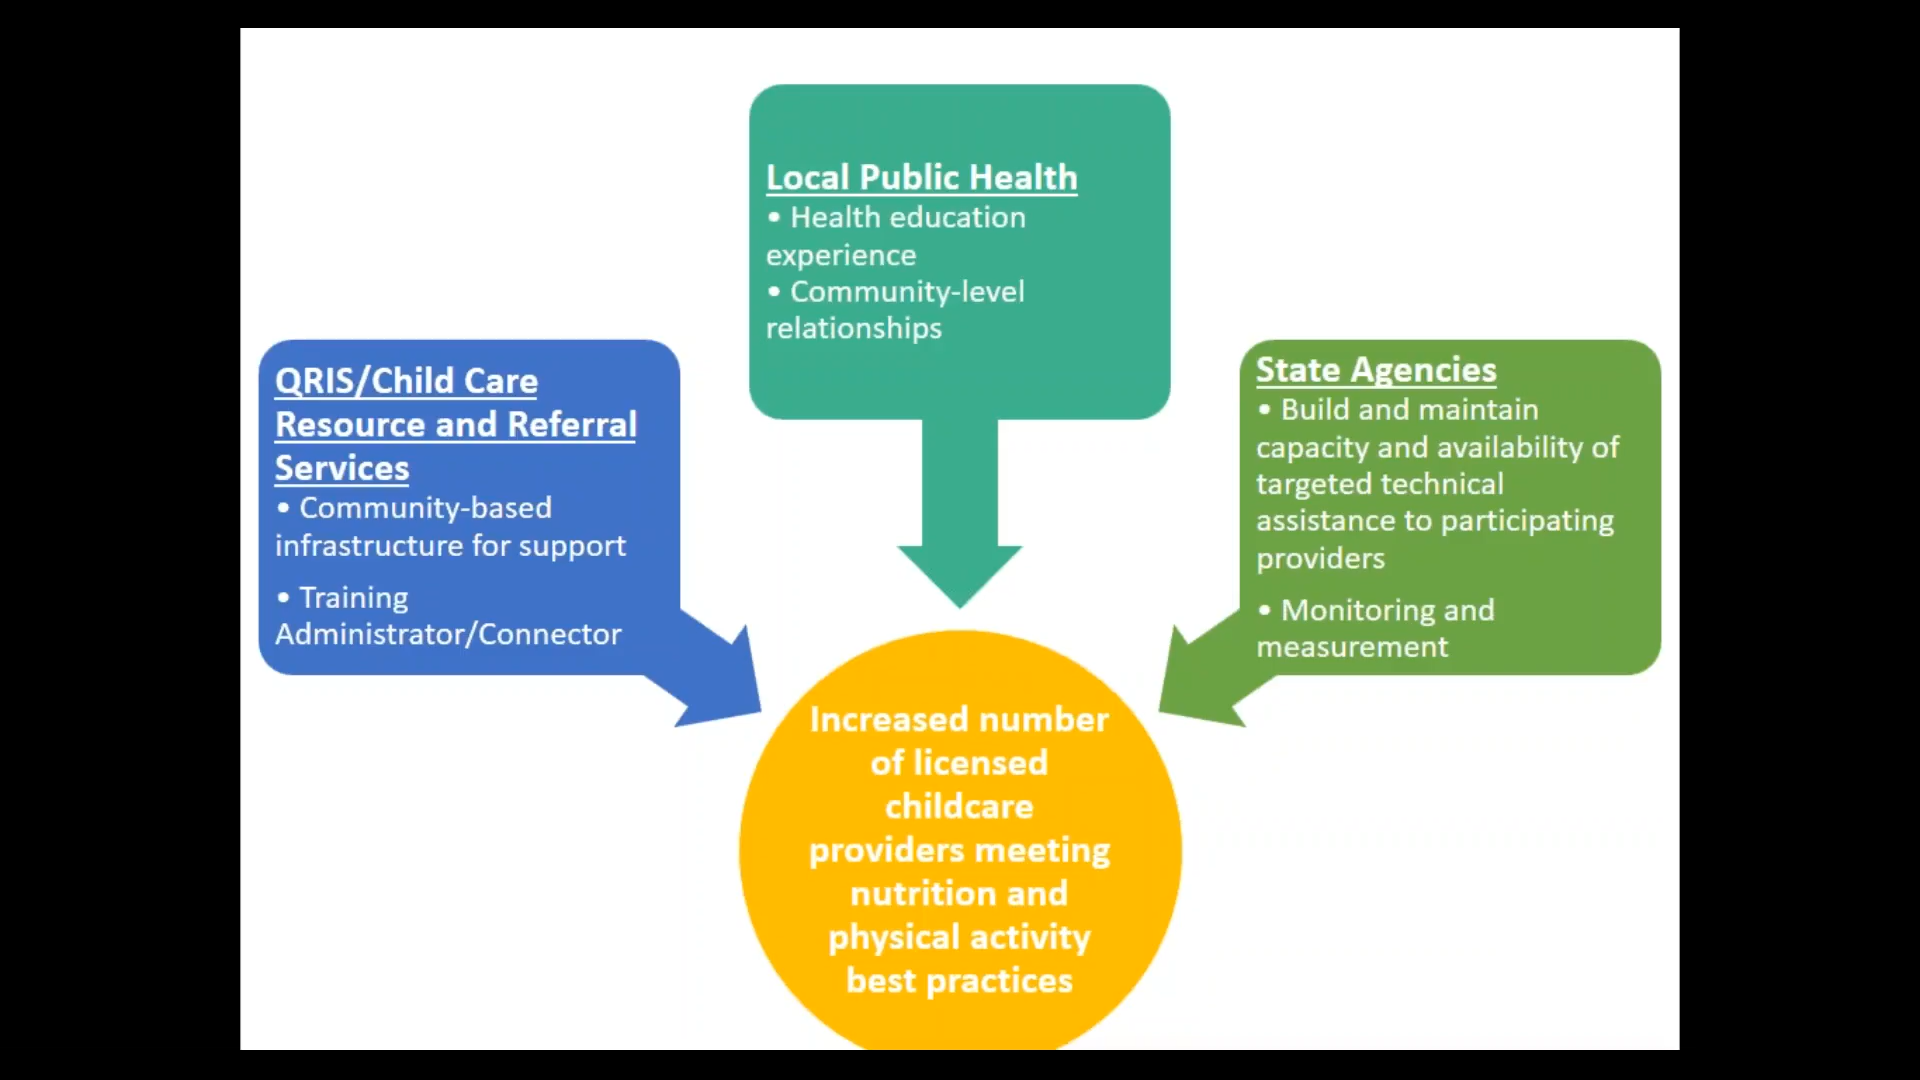 Local Public Health
• Health education
experience
• Community-level
relationships
QRIS/Child Care
Resource and Referral
Services
• Community-based
infrastructure for support
• Training
Administrator/Connector
State Agencies
• Build and maintain
capacity and availability of
targeted technical
assistance to participating
providers
• Monitoring and
measurement
Increased number
of licensed
childcare
providers meeting
nutrition and
physical activity
best practices